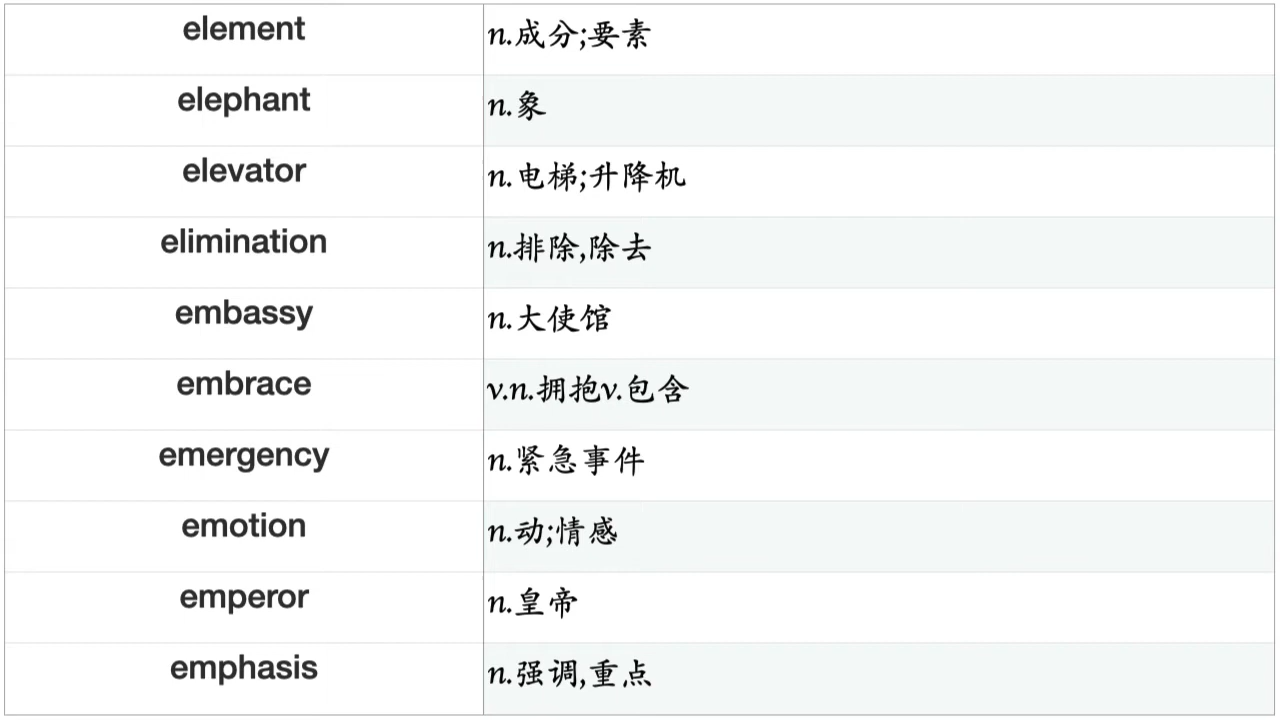 element n.成分;要素
elephant n.象
elevator n.电梯;升降机
elimination n.排除,除去
embassy n.大使馆
embrace v.n.拥抱v.包含
emergency n.紧急事件
emotion n.动;情感
emperor n.皇帝
emphasis n.强调,重点